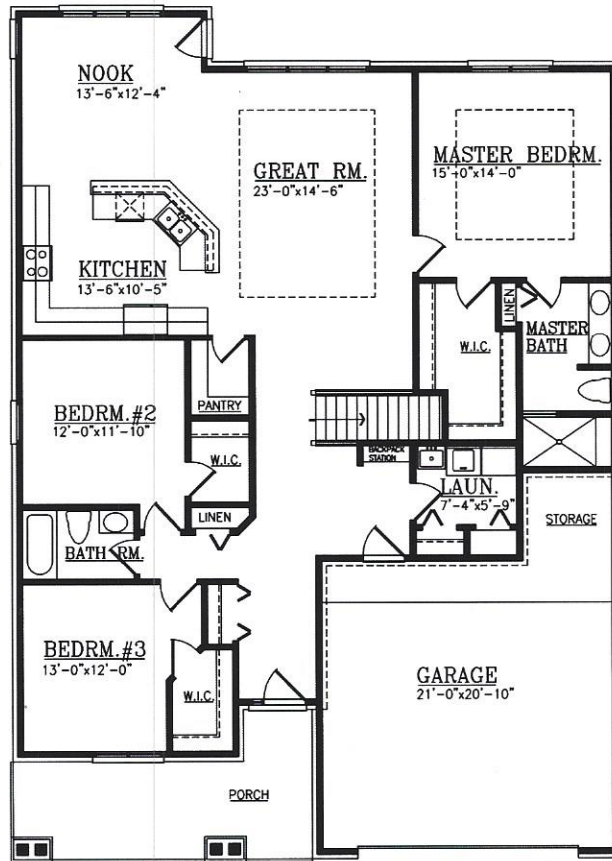 NOOK
13'-6"x12'-4"
GREAT RM.
23'-0"x14'-6"
MASTER BEDRM.
15'-0"x14'-0"
KITCHEN
13'-6"x10'-5"
LINEN
MASTER
BATH
W.I.C.
PANTRY
BEDRM.#2
12'-0"x11'-10"
W.I.C.
BACKPACK
STATION
LAUN.
7'-4"x5'-9"
LINEN
STORAGE
BATH RM.
BEDRM.#3
13'-0"x12'-0"
W.I.C.
GARAGE
21'-0"x20'-10"
PORCH